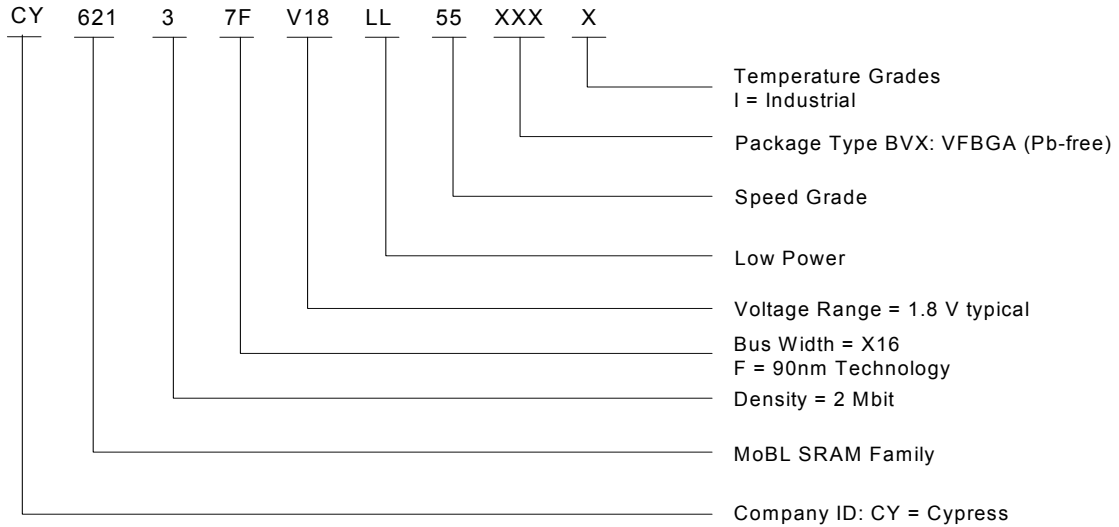 CY 621 3 7F V18 LL 55 XXX X
Temperature Grades
I = Industrial
Package Type BVX: VFBGA (Pb-free)
Speed Grade
Low Power
Voltage Range = 1.8 V typical
Bus Width = X16
F = 90nm Technology
Density = 2 Mbit
MoBL SRAM Family
Company ID: CY = Cypress